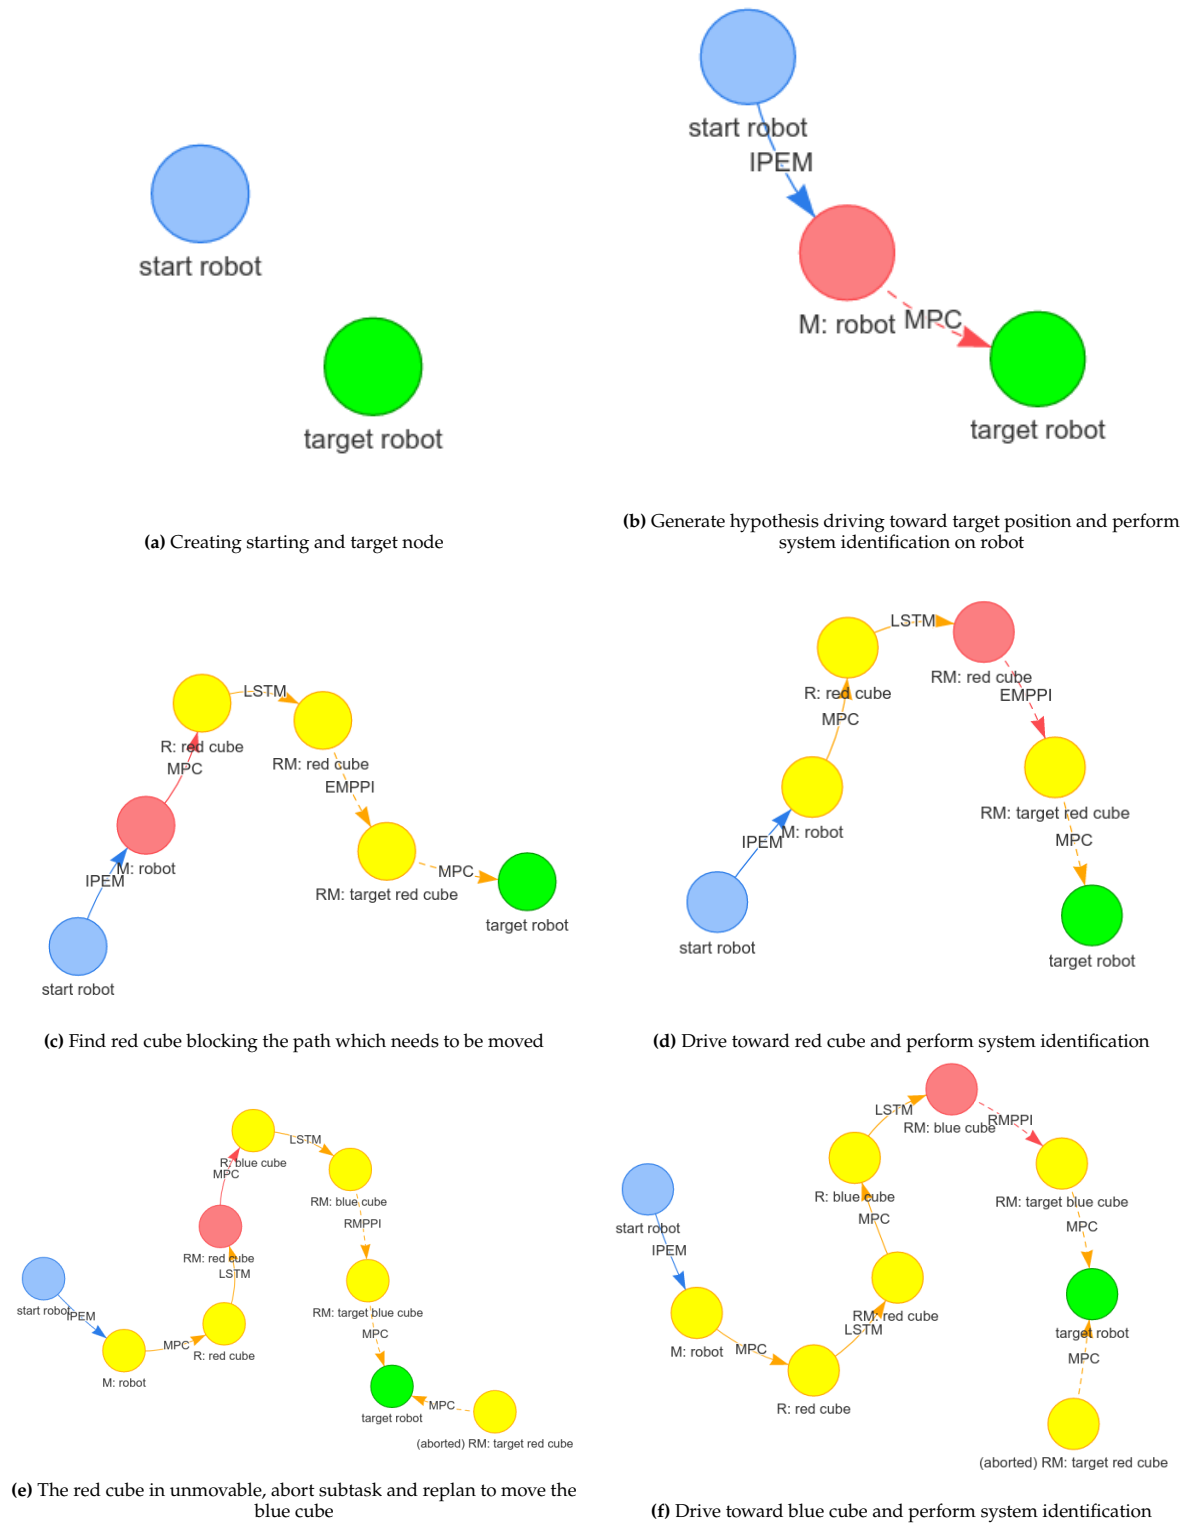 start robot
target robot
(a) Creating starting and target node
start robot
IPEM
M: robot
MPC
target robot
(b) Generate hypothesis driving toward target position and perform
system identification on robot
LSTM
R: red cube
MPC
RM: red cube
EMPPI
M: robot
IPEM
MPC
RM: target red cube
target robot
start robot
(c) Find red cube blocking the path which needs to be moved
LSTM
RM: red cube
R: red cube
EMPPI
MPC
RM: target red cube
M: robot
IPEM
MPC
start robot
target robot
(d) Drive toward red cube and perform system identification
LSTM
R: blue cube
MPC
RM: blue cube
RMPPI
RM: red cube
LSTM
start robot
IPEM
RM: target blue cube
MPC
MPC
R: red cube
M: robot
MPC
target robot
(aborted) RM: target red cube
(e) The red cube in unmovable, abort subtask and replan to move the
blue cube
LSTM
RMPPI
RM: blue cube
R: blue cube
RM: target blue cube
start robot
MPC
MPC
IPEM
RM: red cube
LSTM
target robot
M: robot
MPC
MPC
R: red cube
(aborted) RM: target red cube
(f) Drive toward blue cube and perform system identification